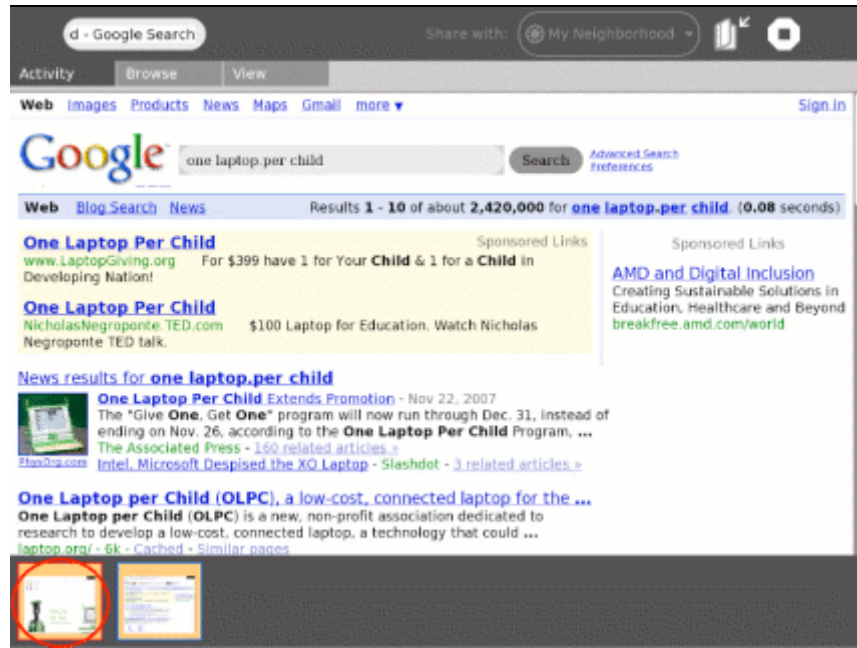 d - Google Search
Share with: My Neighborhood
Activity Browse View
Web Images Products News Maps Gmail more ▼ Sign in
Google one laptop.per child Search Advanced Search
Preferences
Web Blog Search News Results 1 - 10 of about 2,420,000 for one laptop.per child. (0.08 seconds)
One Laptop Per Child Sponsored Links
www.LaptopGiving.org For $399 have 1 for Your Child & 1 for a Child in
Developing Nation!
One Laptop Per Child
NicholasNegroponte.TED.com $100 Laptop for Education. Watch Nicholas
Negroponte TED talk.
Sponsored Links
AMD and Digital Inclusion
Creating Sustainable Solutions in
Education, Healthcare and Beyond
breakfree.amd.com/world
News results for one laptop.per child
One Laptop Per Child Extends Promotion - Nov 22, 2007
The "Give One, Get One" program will now run through Dec. 31, instead of
ending on Nov. 26, according to the One Laptop Per Child Program, ...
The Associated Press - 160 related articles »
PhysOrg.com Intel, Microsoft Despised the XO Laptop - Slashdot - 3 related articles »
One Laptop per Child (OLPC), a low-cost, connected laptop for the ...
One Laptop per Child (OLPC) is a new, non-profit association dedicated to
research to develop a low-cost, connected laptop, a technology that could ...
laptop.org/ - 6k - Cached - Similar pages